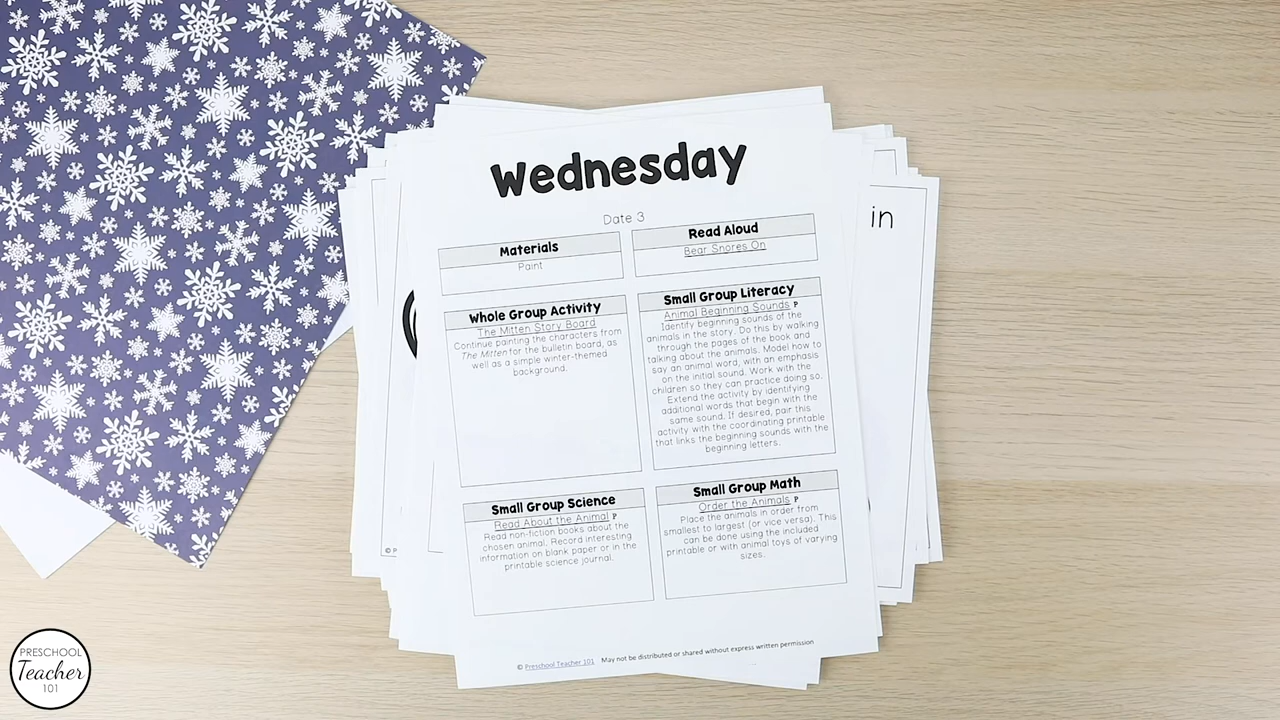 Wednesday
Date 3
Materials
Paint
Read Aloud
Bear Snores On
Whole Group Activity
The Mitten Story Board
Continue painting the characters from
The Mitten for the bulletin board, as
well as a simple winter-themed
background.
Small Group Literacy
Animal Beginning Sounds P
Identify beginning sounds of the
animals in the story. Do this by walking
through the pages of the book and
talking about the animals. Model how to
say an animal word, with an emphasis
on the initial sound. Work with the
children so they can practice doing so.
Extend the activity by identifying
additional words that begin with the
same sound. If desired, pair this
activity with the coordinating printable
that links the beginning sounds with the
beginning letters.
Small Group Science
Read About the Animal P
Read non-fiction books about the
chosen animal. Record interesting
information on blank paper or in the
printable science journal.
Small Group Math
Order the Animals P
Place the animals in order from
smallest to largest (or vice versa). This
can be done using the included
printable or with animal toys of varying
sizes.
© Preschool Teacher 101 May not be distributed or shared without express written permission
in
© P
PRESCHOOL
Teacher
101